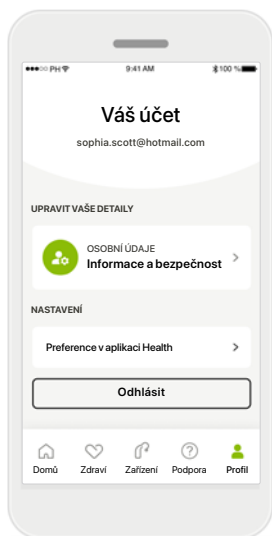 PH 9:41 AM 100 %
Váš účet
sophia.scott@hotmail.com
UPRAVIT VAŠE DETAILY
OSOBNÍ ÚDAJE
Informace a bezpečnost
NASTAVENÍ
Preference v aplikaci Health
Odhlásit
Domů Zdraví Zařízení Podpora Profil